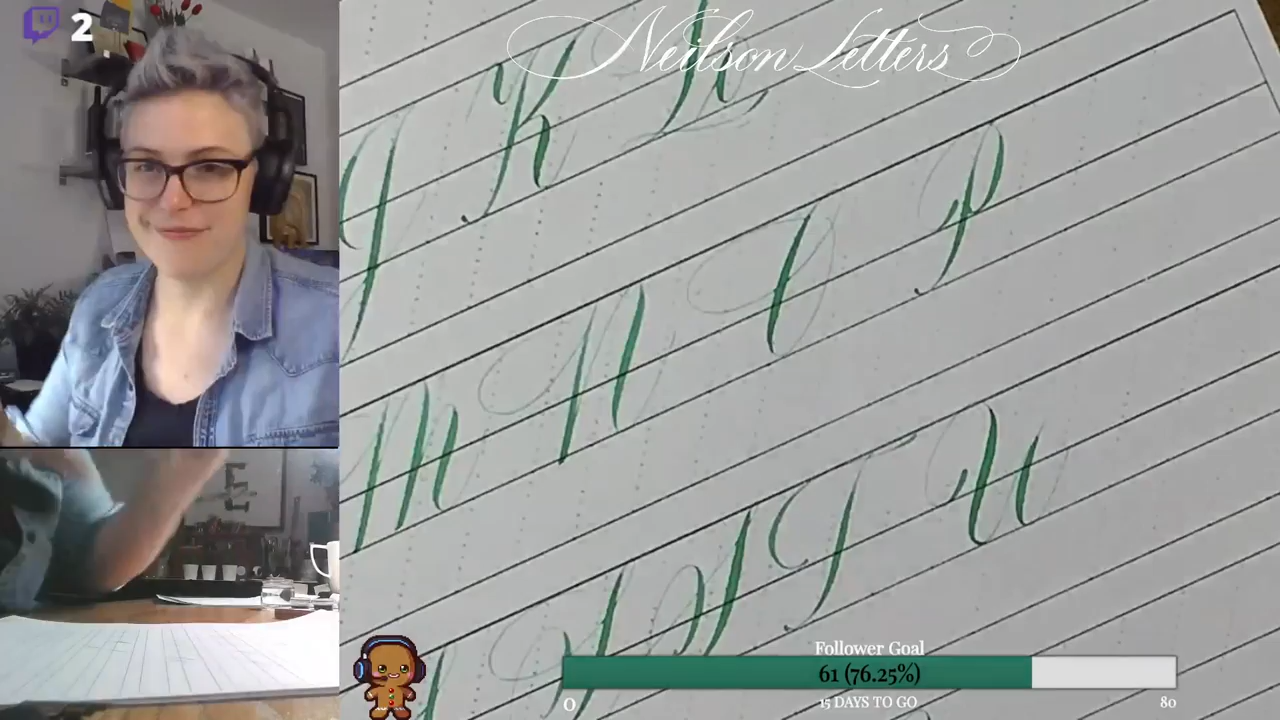 2
Neilson Letters
K L
M N O P
T U
Follower Goal
61 (76.25%)
0 15 DAYS TO GO 80